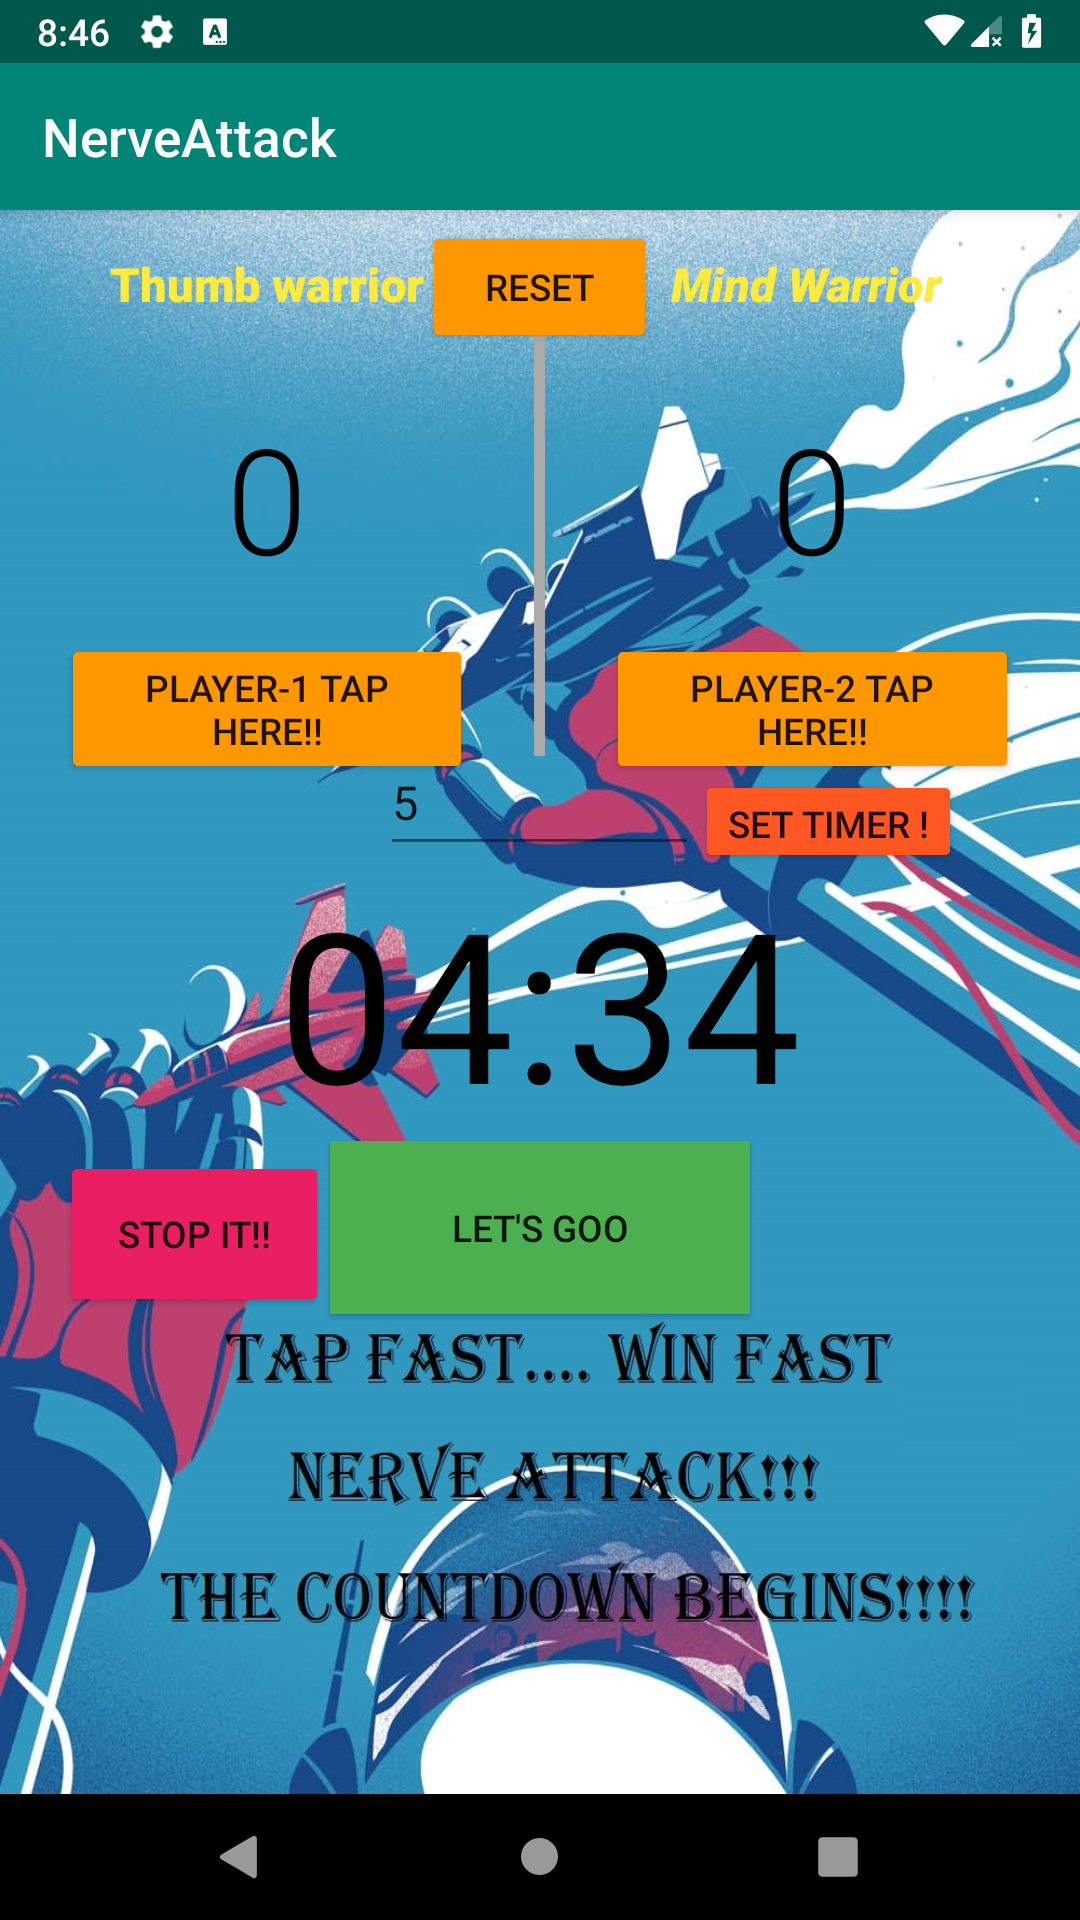 8:46
NerveAttack
Thumb warrior
RESET
Mind Warrior
0
0
PLAYER-1 TAP
HERE!!
PLAYER-2 TAP
HERE!!
5
SET TIMER !
04:34
STOP IT!!
LET'S GOO
TAP FAST.... WIN FAST
NERVE ATTACK!!!
THE COUNTDOWN BEGINS!!!!